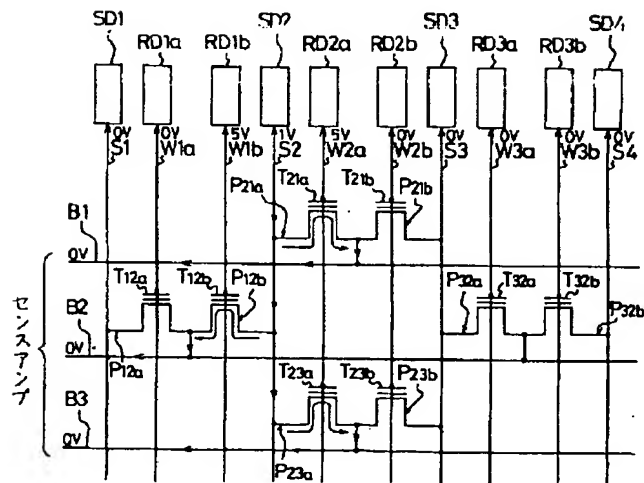 SD1 RD1a RD1b SD2 RD2a RD2b SD3 RD3a RD3b SD4
0V 0V 5V 1V 5V 0V 0V 0V 0V 0V
S1 W1a W1b S2 W2a W2b S3 W3a W3b S4
P21a T21a T21b P21b
B1
0V
T12a T12b P12b P32a T32a T32b P32b
B2
0V
P12a
T23a T23b P23b
B3
0V
P23a
センスアンプ